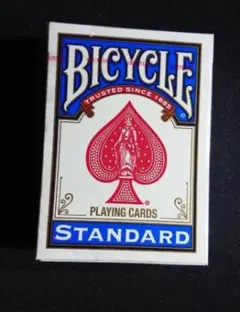 BICYCLE
TRUSTED SINCE 1885
®
PLAYING CARDS
STANDARD